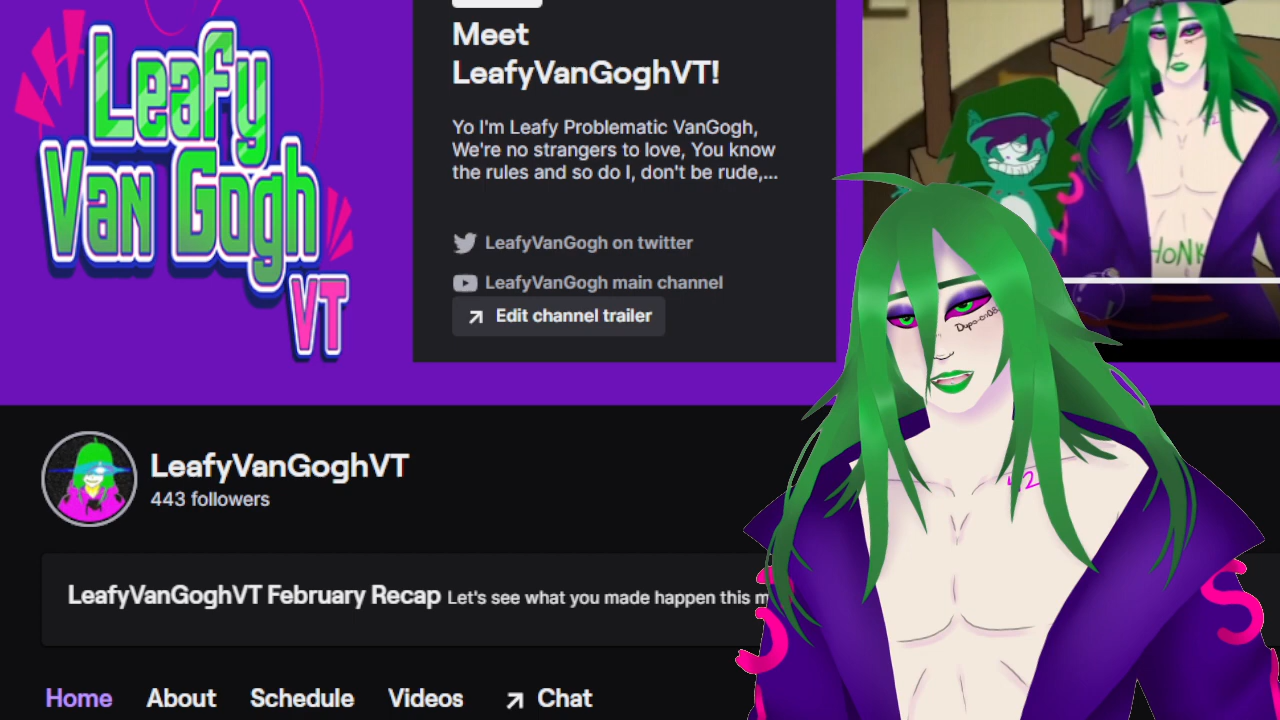 Leafy
Van Gogh
VT
Meet
LeafyVanGoghVT!
Yo I'm Leafy Problematic VanGogh,
We're no strangers to love, You know
the rules and so do I, don't be rude,...
LeafyVanGogh on twitter
LeafyVanGogh main channel
Edit channel trailer
HONK
LeafyVanGoghVT
443 followers
LeafyVanGoghVT February Recap Let's see what you made happen this m
Home About Schedule Videos Chat